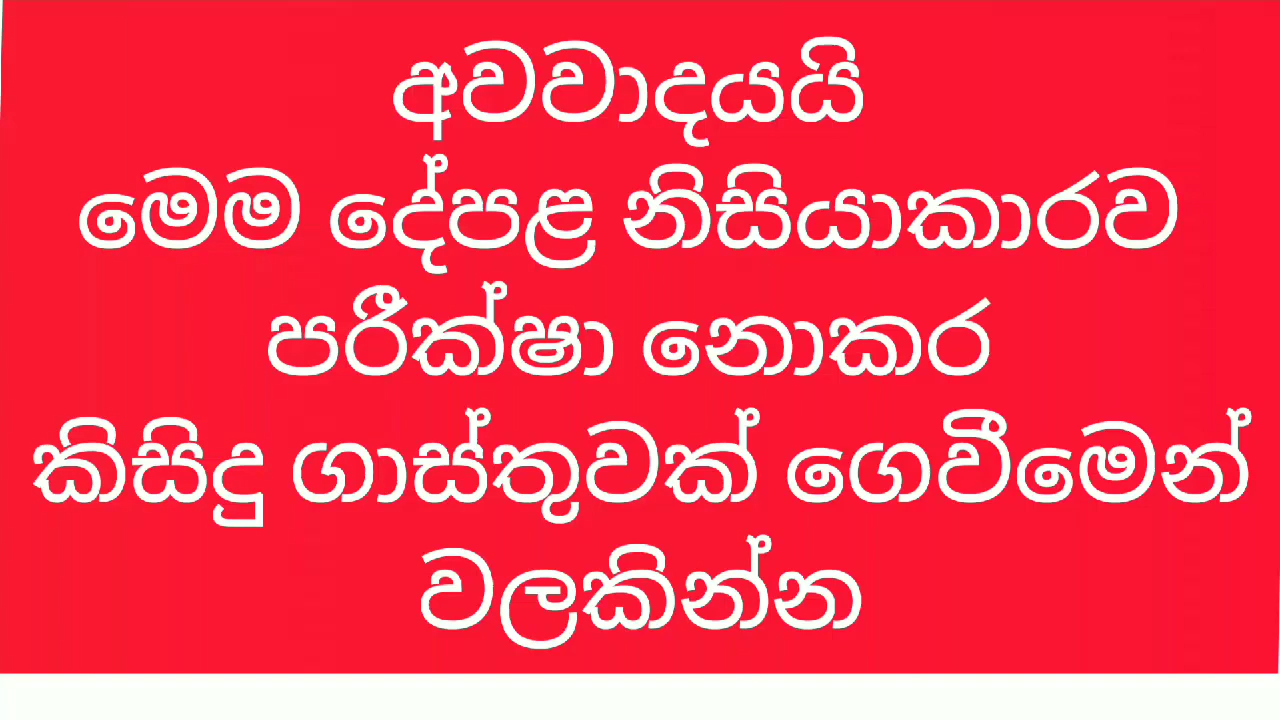 අවවාදයයි
මෙම දේපළ නිසියාකාරව
පරීක්ෂා නොකර
කිසිදු ගාස්තුවක් ගෙවීමෙන්
වලකින්න